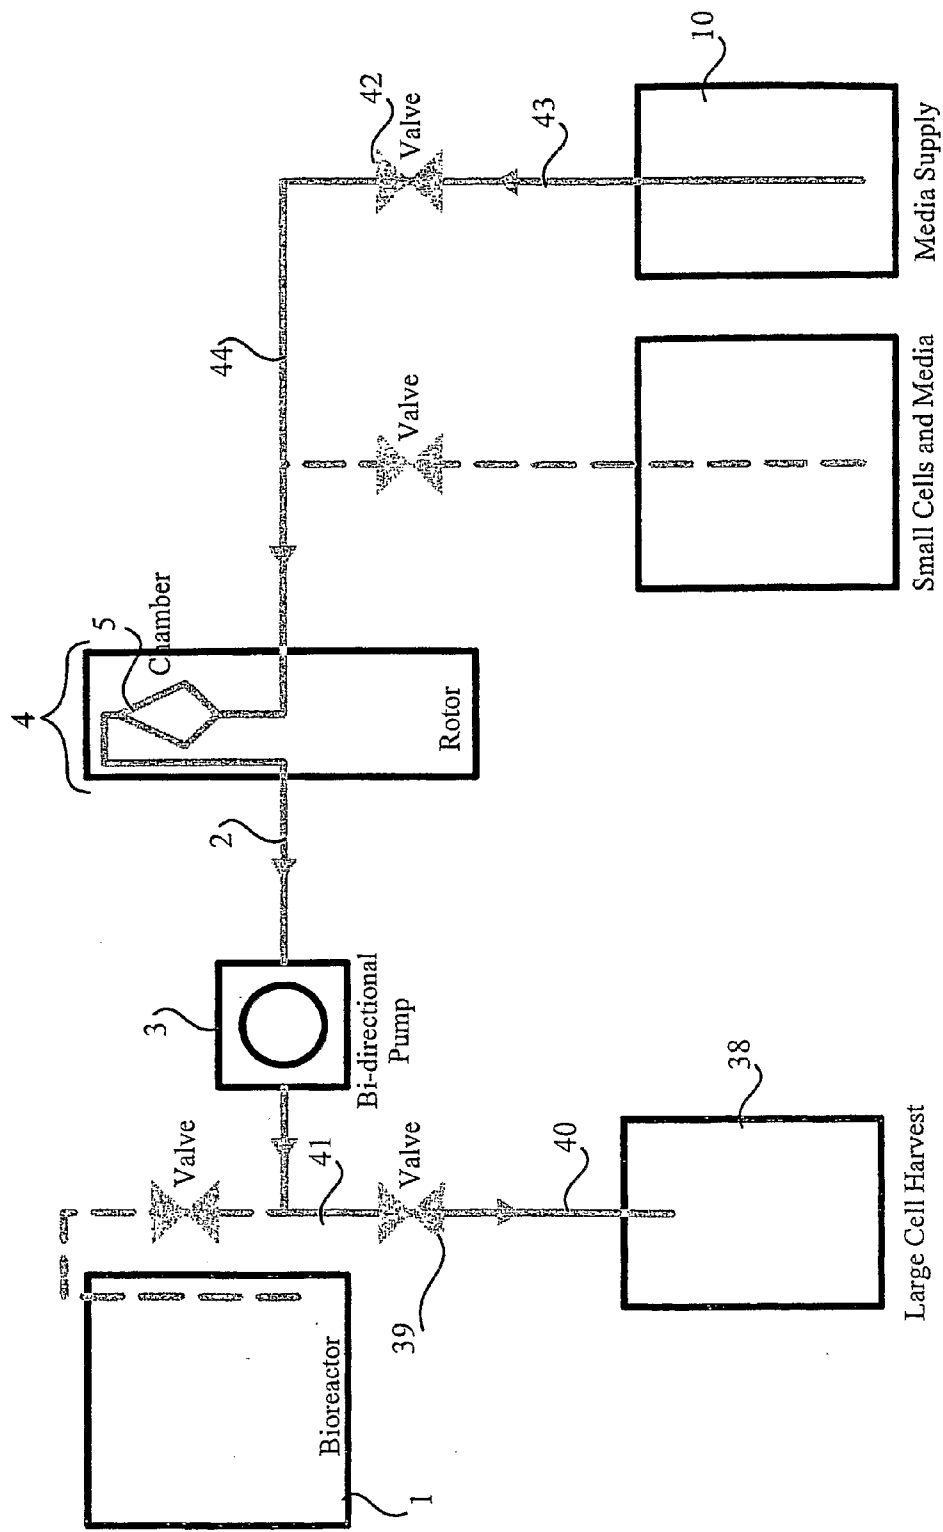 1
Bioreactor
Valve
39
Valve
41
40
38
Large Cell Harvest
3
Bi-directional
Pump
2
4
5
Chamber
Rotor
44
Valve
Small Cells and Media
42
Valve
43
10
Media Supply